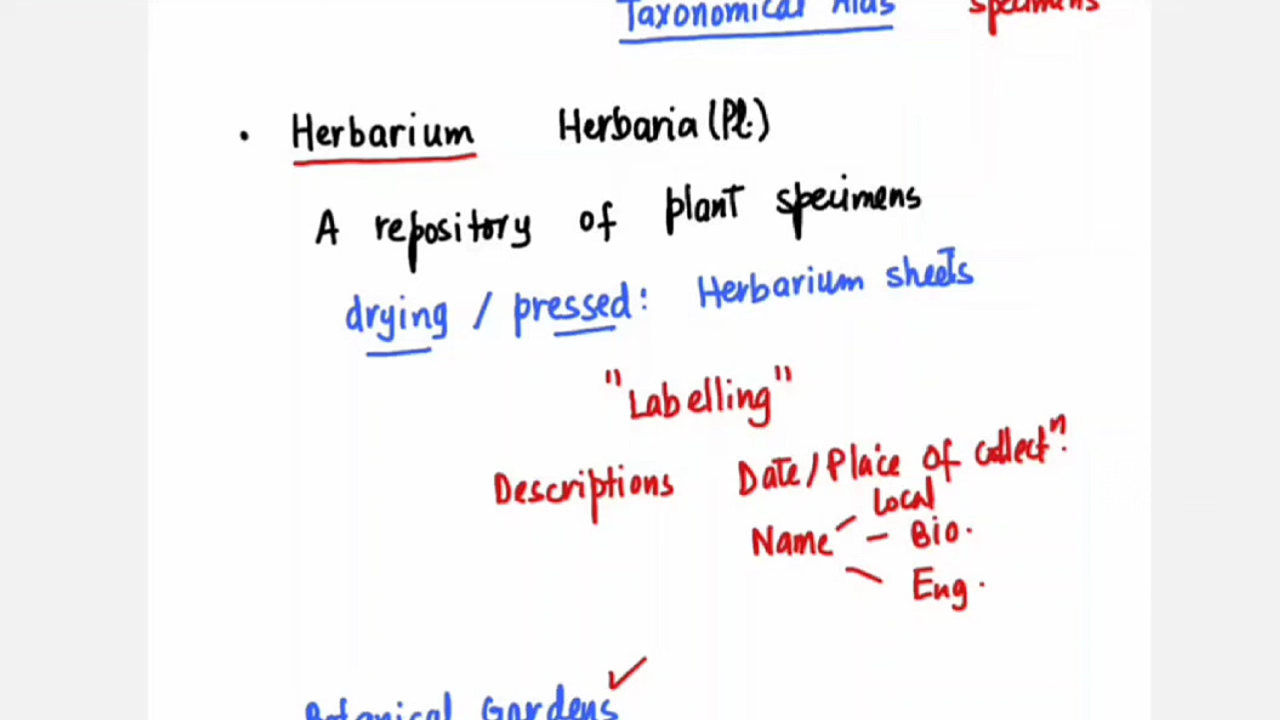 Taxonomical Aids specimens
• Herbarium Herbaria (Pl.)
A repository of plant specimens
drying / pressed: Herbarium sheets
"Labelling"
Descriptions Date/Place of collectⁿ.
Local
Name Bio.
Eng.
Botanical Gardens